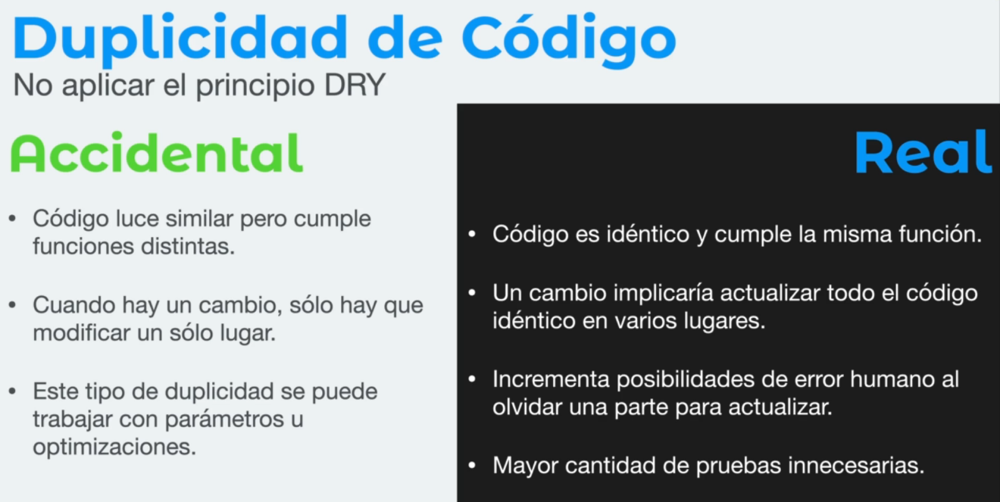 Duplicidad de Código
No aplicar el principio DRY
Accidental
• Código luce similar pero cumple
funciones distintas.
• Cuando hay un cambio, sólo hay que
modificar un sólo lugar.
• Este tipo de duplicidad se puede
trabajar con parámetros u
optimizaciones.
Real
• Código es idéntico y cumple la misma función.
• Un cambio implicaría actualizar todo el código
idéntico en varios lugares.
• Incrementa posibilidades de error humano al
olvidar una parte para actualizar.
• Mayor cantidad de pruebas innecesarias.